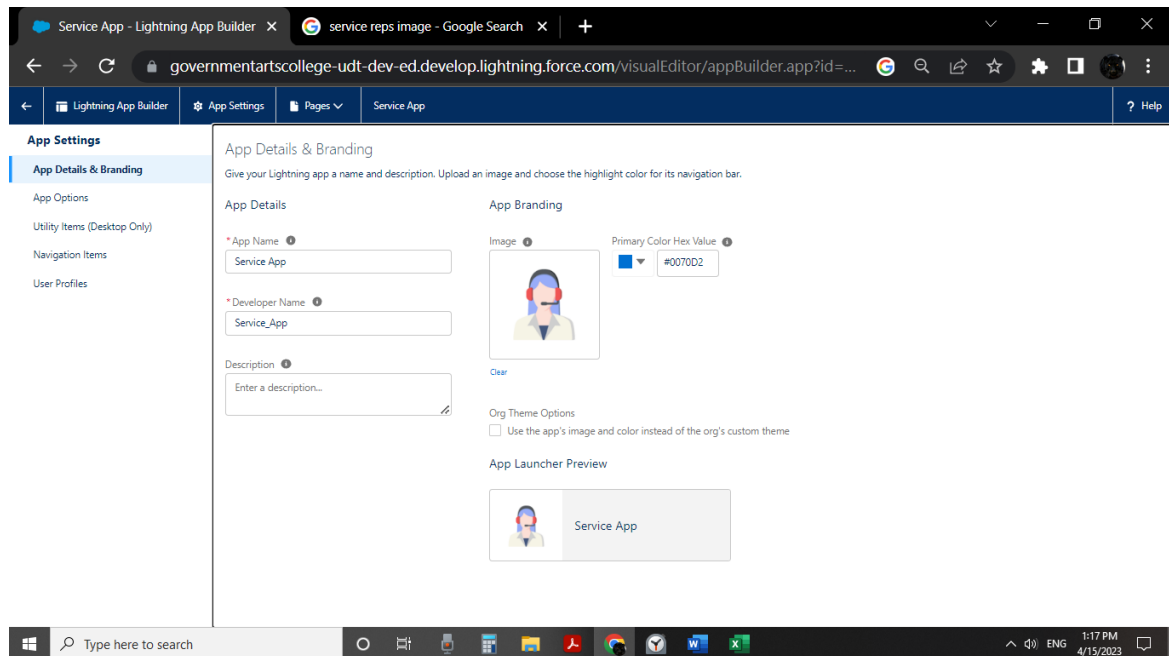 Service App - Lightning App Builder
service reps image - Google Search
governmentartscollege-udt-dev-ed.develop.lightning.force.com/visualEditor/appBuilder.app?id=...
Lightning App Builder App Settings Pages Service App ? Help
App Settings
App Details & Branding
App Options
Utility Items (Desktop Only)
Navigation Items
User Profiles
App Details & Branding
Give your Lightning app a name and description. Upload an image and choose the highlight color for its navigation bar.
App Details
*App Name
Service App
*Developer Name
Service_App
Description
Enter a description...
App Branding
Image
Clear
Primary Color Hex Value
#0070D2
Org Theme Options
Use the app's image and color instead of the org's custom theme
App Launcher Preview
Service App
Type here to search
ENG
1:17 PM
4/15/2023